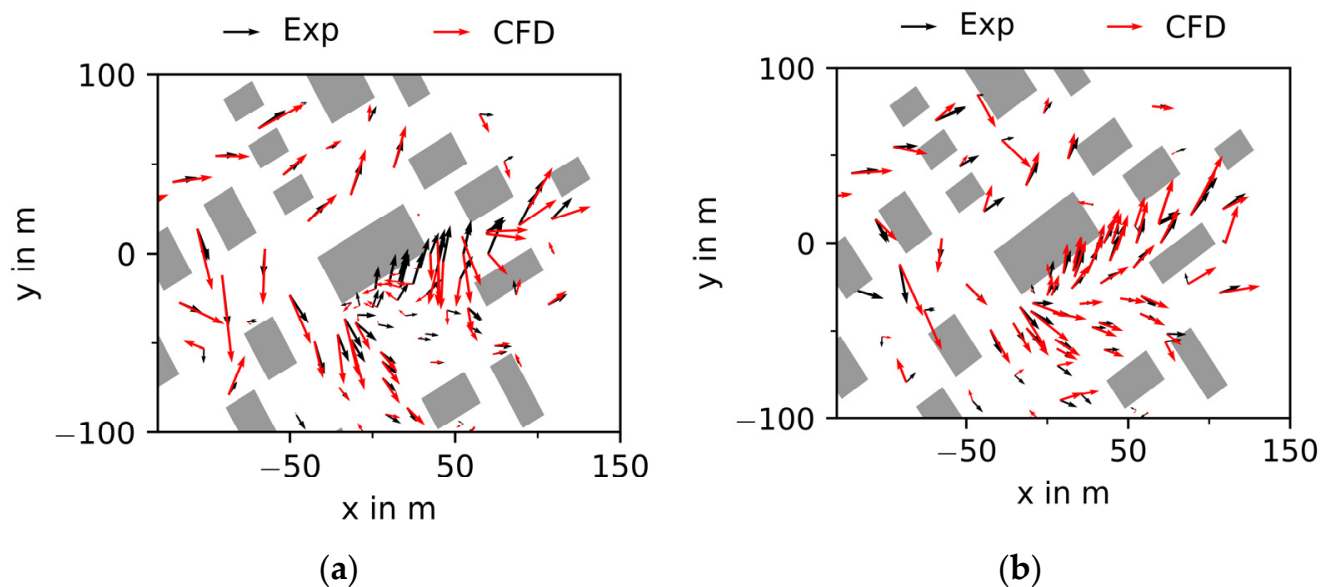 Exp CFD
100
0
−100
y in m
−50 50 150
x in m
(a)
Exp CFD
100
0
−100
y in m
−50 50 150
x in m
(b)